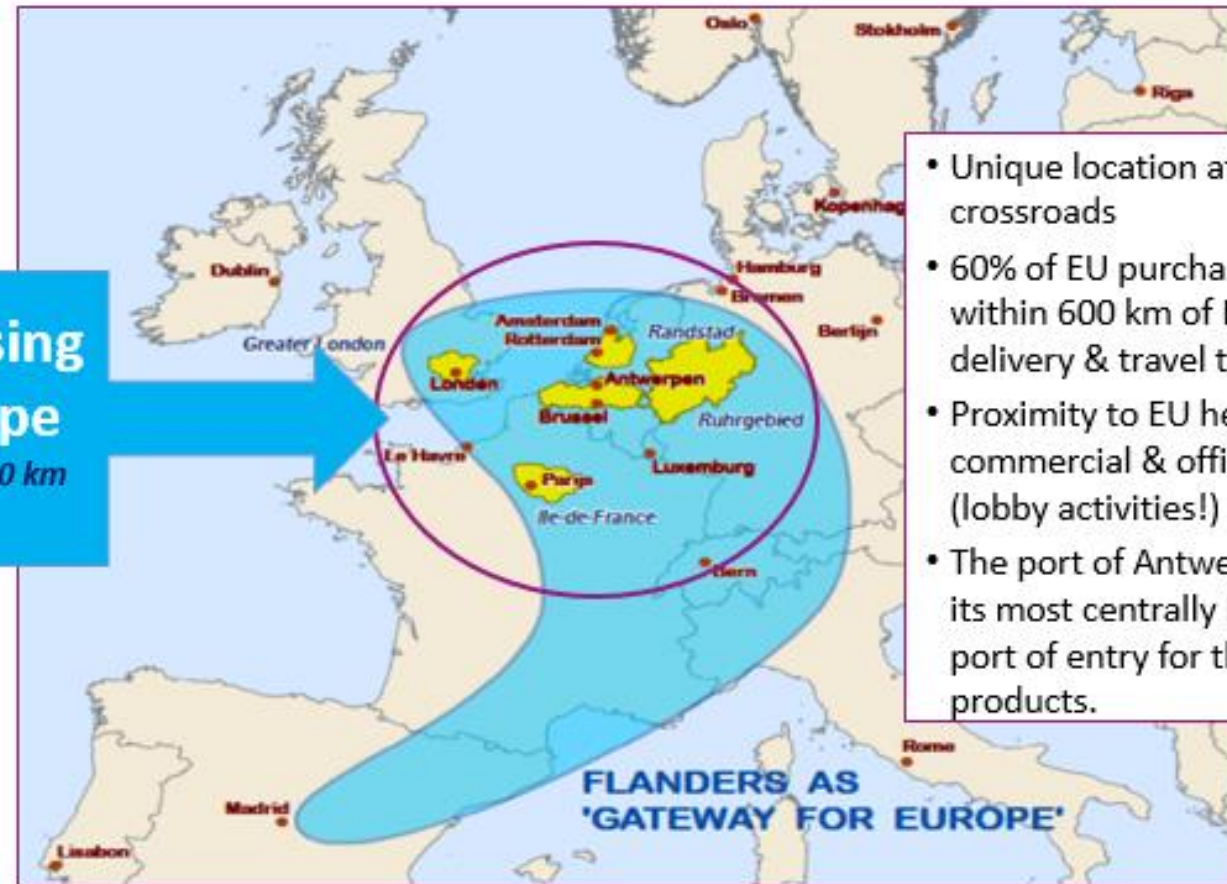 Oslo
Stokholm
Riga
Kopenhag
Dublin
Hamburg
Bremen
Berlijn
Amsterdam
Rotterdam
Randstad
Greater London
Londen
Antwerpen
Brussel
Ruhrgebied
Le Havre
Luxemburg
Parijs
Ile-de-France
Bern
Rome
Madrid
Lisabon
FLANDERS AS
'GATEWAY FOR EUROPE'
sing
pe
0 km
• Unique location at
crossroads
• 60% of EU purcha
within 600 km of
delivery & travel t
• Proximity to EU he
commercial & offi
(lobby activities!)
• The port of Antwe
its most centrally
port of entry for th
products.